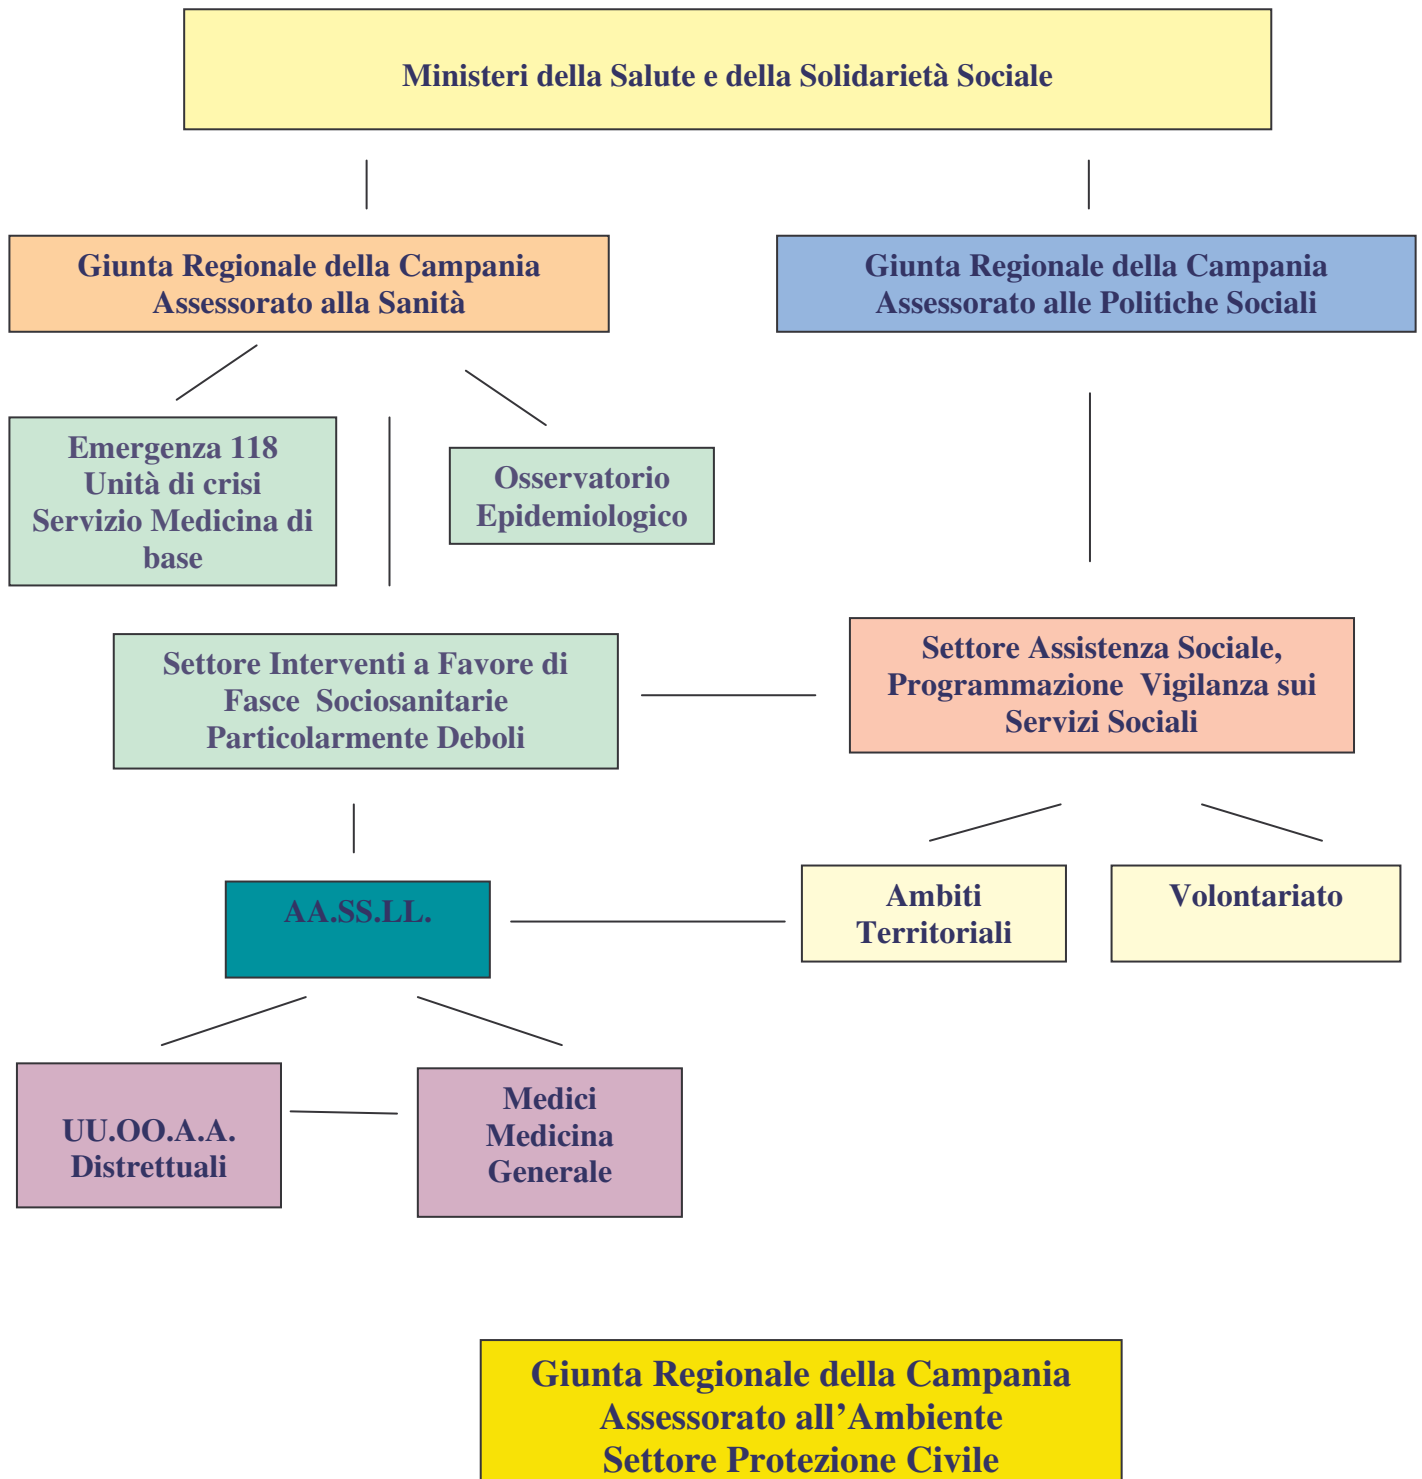 Ministeri della Salute e della Solidarietà Sociale
Giunta Regionale della Campania
Assessorato alla Sanità
Giunta Regionale della Campania
Assessorato alle Politiche Sociali
Emergenza 118
Unità di crisi
Servizio Medicina di
base
Osservatorio
Epidemiologico
Settore Interventi a Favore di
Fasce Sociosanitarie
Particolarmente Deboli
Settore Assistenza Sociale,
Programmazione Vigilanza sui
Servizi Sociali
AA.SS.LL.
Ambiti
Territoriali
Volontariato
UU.OO.A.A.
Distrettuali
Medici
Medicina
Generale
Giunta Regionale della Campania
Assessorato all’Ambiente
Settore Protezione Civile